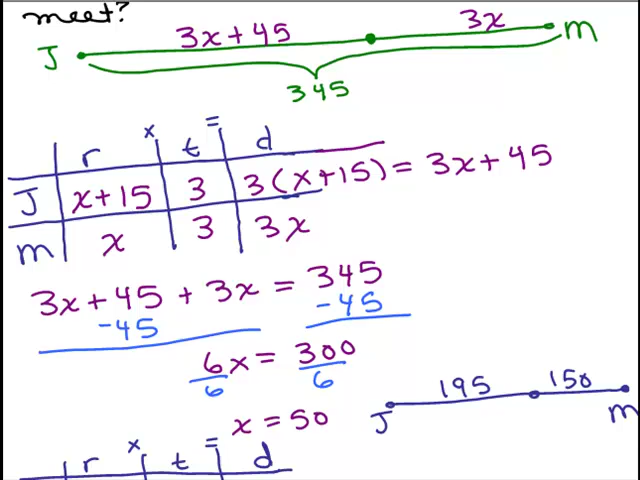 meet?
3x + 45 3x
J m
345
r x t = d
J x + 15 3 3(x + 15) = 3x + 45
m x 3 3x
3x + 45 + 3x = 345
-45 -45
6x = 300
6 6
195 150
J m
x = 50
r x t = d